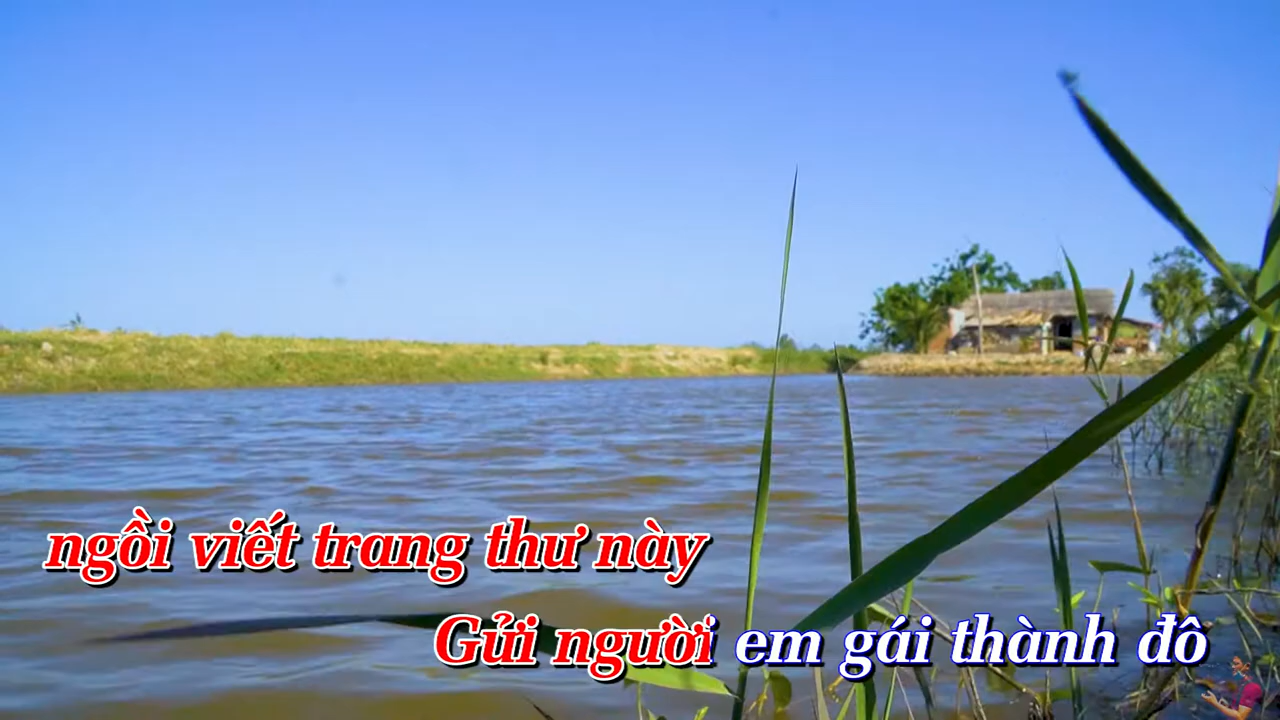 ngồi viết trang thư này
Gửi người em gái thành đô